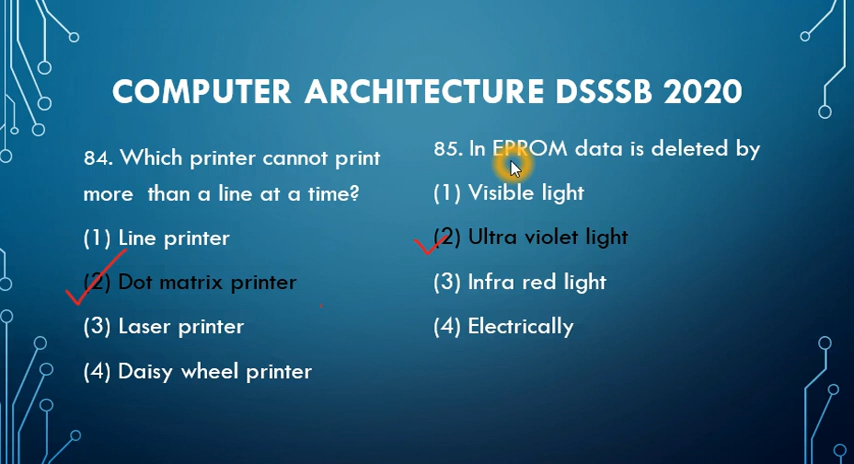 COMPUTER ARCHITECTURE DSSSB 2020
84. Which printer cannot print
more than a line at a time?
(1) Line printer
(2) Dot matrix printer
(3) Laser printer
(4) Daisy wheel printer
85. In EPROM data is deleted by
(1) Visible light
(2) Ultra violet light
(3) Infra red light
(4) Electrically